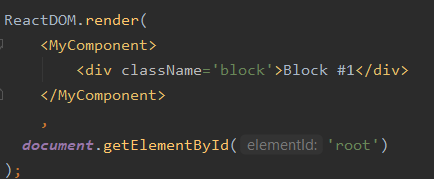 ReactDOM.render(
<MyComponent>
<div className='block'>Block #1</div>
</MyComponent>
,
document.getElementById( elementId: 'root')
);